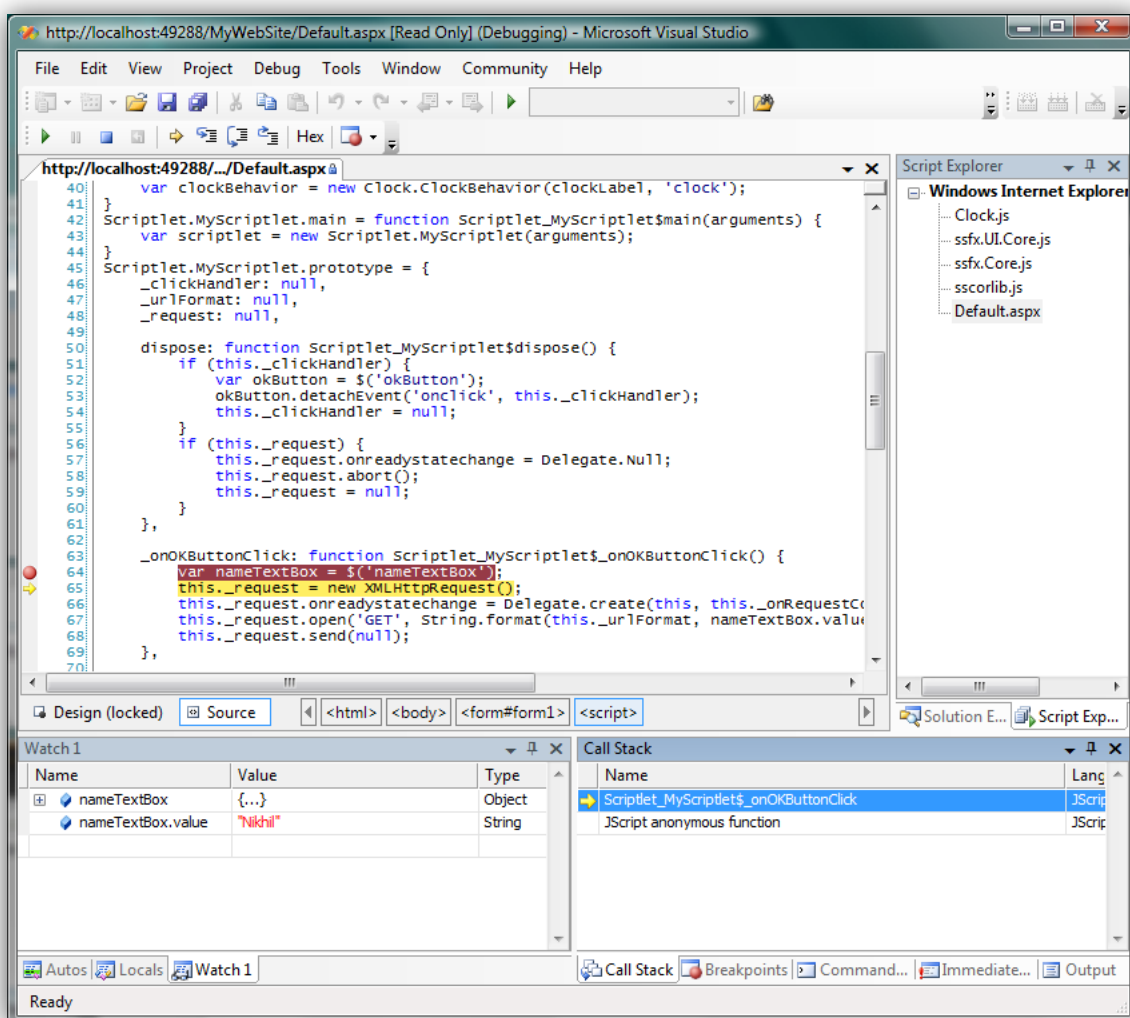 http://localhost:49288/MyWebSite/Default.aspx [Read Only] (Debugging) - Microsoft Visual Studio
File Edit View Project Debug Tools Window Community Help
Hex
http://localhost:49288/.../Default.aspx
40 var clockBehavior = new Clock.ClockBehavior(clockLabel, 'clock');
41 }
42 Scriptlet.MyScriptlet.main = function Scriptlet_MyScriptlet$main(arguments) {
43 var scriptlet = new Scriptlet.MyScriptlet(arguments);
44 }
45 Scriptlet.MyScriptlet.prototype = {
46 _clickHandler: null,
47 _urlFormat: null,
48 _request: null,
49
50 dispose: function Scriptlet_MyScriptlet$dispose() {
51 if (this._clickHandler) {
52 var okButton = $('okButton');
53 okButton.detachEvent('onclick', this._clickHandler);
54 this._clickHandler = null;
55 }
56 if (this._request) {
57 this._request.onreadystatechange = Delegate.Null;
58 this._request.abort();
59 this._request = null;
60 }
61 },
62
63 _onOKButtonClick: function Scriptlet_MyScriptlet$_onOKButtonClick() {
64 var nameTextBox = $('nameTextBox');
65 this._request = new XMLHttpRequest();
66 this._request.onreadystatechange = Delegate.create(this, this._onRequestCo
67 this._request.open('GET', String.format(this._urlFormat, nameTextBox.value
68 this._request.send(null);
69 },
70
Design (locked) Source <html> <body> <form#form1> <script>
Script Explorer
Windows Internet Explorer
Clock.js
ssfx.UI.Core.js
ssfx.Core.js
sscorlib.js
Default.aspx
Solution E... Script Exp...
Watch 1
Name Value Type
nameTextBox {...} Object
nameTextBox.value "Nikhil" String
Autos Locals Watch 1
Call Stack
Name Lang
Scriptlet_MyScriptlet$_onOKButtonClick JScrip
JScript anonymous function JScrip
Call Stack Breakpoints Command... Immediate... Output
Ready